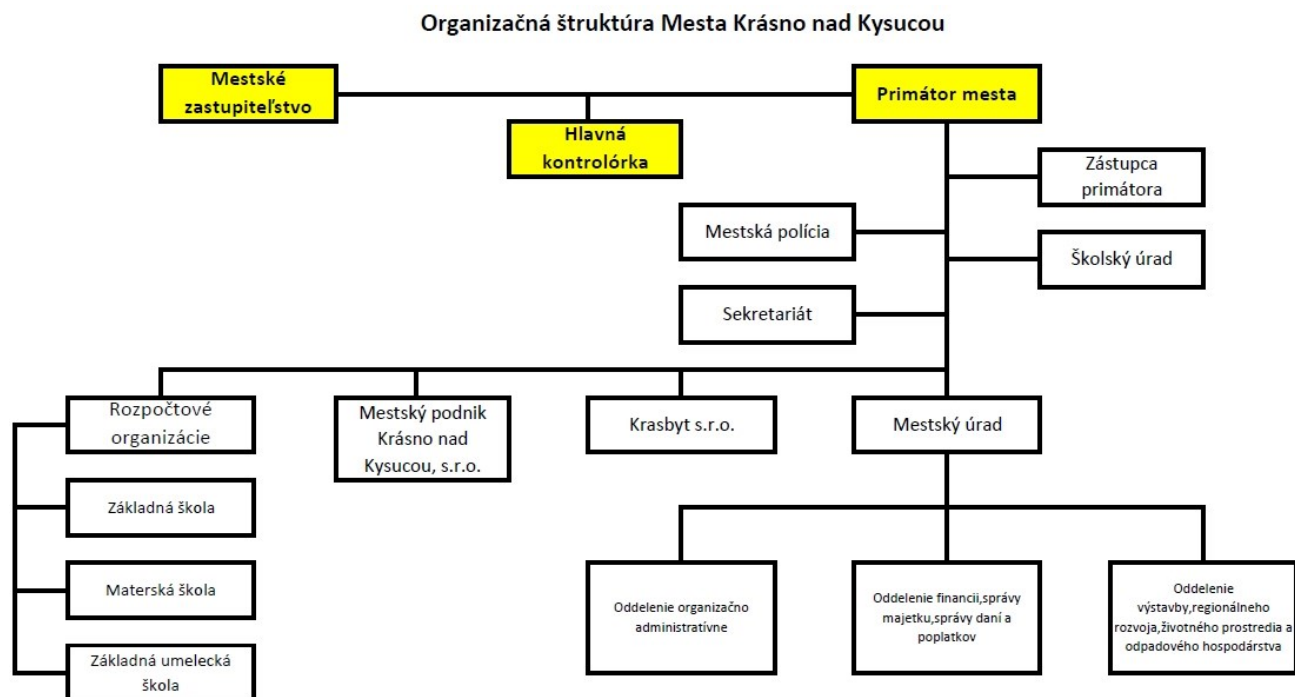 Organizačná štruktúra Mesta Krásno nad Kysucou
Mestské
zastupiteľstvo
Primátor mesta
Hlavná
kontrolórka
Zástupca
primátora
Mestská polícia
Školský úrad
Sekretariát
Rozpočtové
organizácie
Mestský podnik
Krásno nad
Kysucou, s.r.o.
Krasbyt s.r.o.
Mestský úrad
Základná škola
Materská škola
Základná umelecká
škola
Oddelenie organizačno
administratívne
Oddelenie financii,správy
majetku,správy daní a
poplatkov
Oddelenie
výstavby,regionálneho
rozvoja,životného prostredia a
odpadového hospodárstva